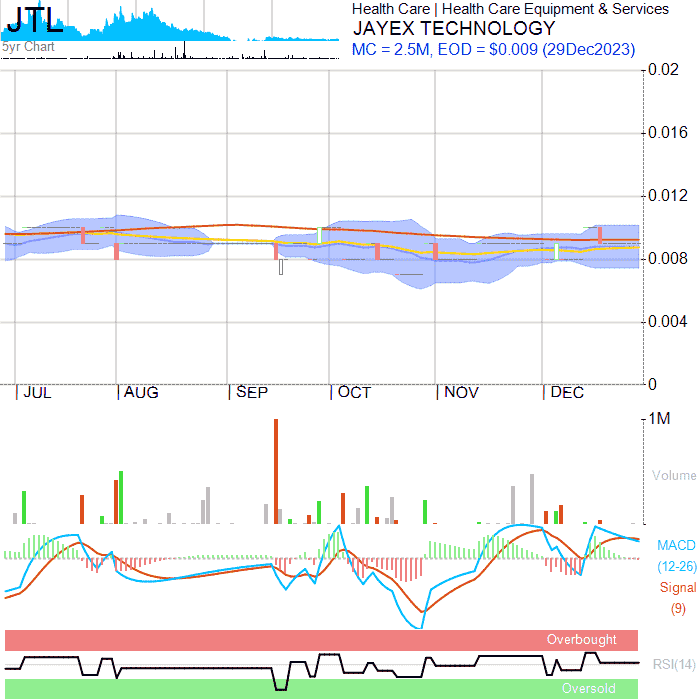 JTL
5yr Chart
Health Care | Health Care Equipment & Services
JAYEX TECHNOLOGY
MC = 2.5M, EOD = $0.009 (29Dec2023)
0.02
0.016
0.012
0.008
0.004
0
JUL AUG SEP OCT NOV DEC
1M
Volume
MACD
(12-26)
Signal
(9)
Overbought
RSI(14)
Oversold